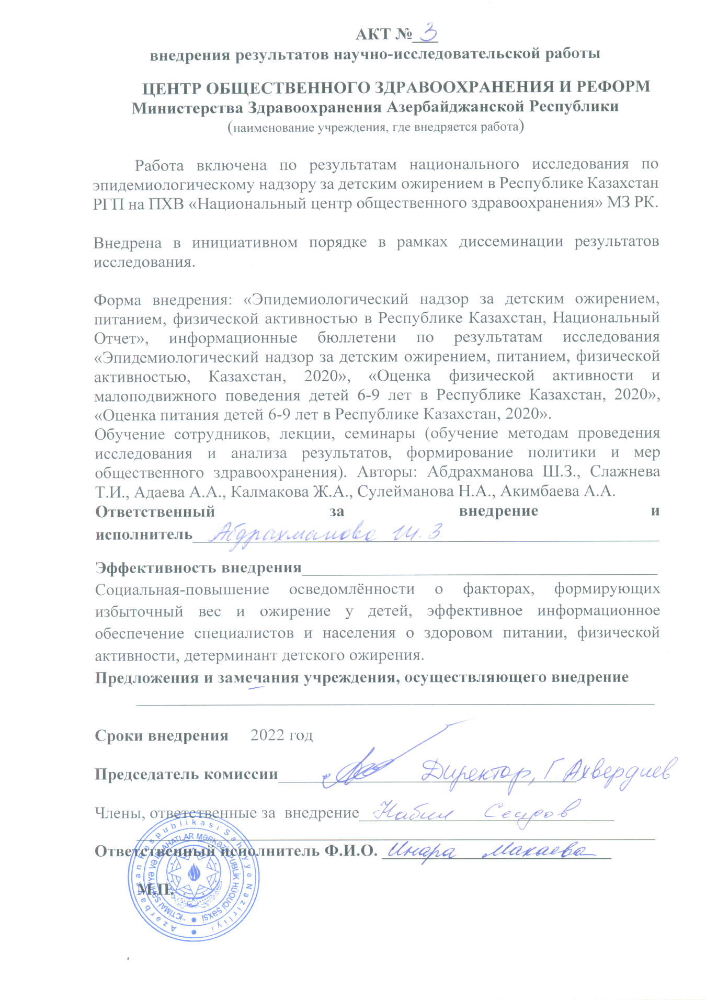 АКТ № 3
внедрения результатов научно-исследовательской работы
ЦЕНТР ОБЩЕСТВЕННОГО ЗДРАВООХРАНЕНИЯ И РЕФОРМ
Министерства Здравоохранения Азербайджанской Республики
(наименование учреждения, где внедряется работа)
Работа включена по результатам национального исследования по
эпидемиологическому надзору за детским ожирением в Республике Казахстан
РГП на ПХВ «Национальный центр общественного здравоохранения» МЗ РК.
Внедрена в инициативном порядке в рамках диссеминации результатов
исследования.
Форма внедрения: «Эпидемиологический надзор за детским ожирением,
питанием, физической активностью в Республике Казахстан, Национальный
Отчет», информационные бюллетени по результатам исследования
«Эпидемиологический надзор за детским ожирением, питанием, физической
активностью, Казахстан, 2020», «Оценка физической активности и
малоподвижного поведения детей 6-9 лет в Республике Казахстан, 2020»,
«Оценка питания детей 6-9 лет в Республике Казахстан, 2020».
Обучение сотрудников, лекции, семинары (обучение методам проведения
исследования и анализа результатов, формирование политики и мер
общественного здравоохранения). Авторы: Абдрахманова Ш.З., Слажнева
Т.И., Адаева А.А., Калмакова Ж.А., Сулейманова Н.А., Акимбаева А.А.
Ответственный за внедрение и
исполнитель Абдрахманова Ш.З.
Эффективность внедрения
Социальная-повышение осведомлённости о факторах, формирующих
избыточный вес и ожирение у детей, эффективное информационное
обеспечение специалистов и населения о здоровом питании, физической
активности, детерминант детского ожирения.
Предложения и замечания учреждения, осуществляющего внедрение
Сроки внедрения 2022 год
Председатель комиссии Директор, Г. Ахвердиев
Члены, ответственные за внедрение Набил Сеидов
Ответственный исполнитель Ф.И.О. Инара Макаева
М.П.
Azərbaycan Respublikası Səhiyyə Nazirliyi
"İCTİMAİ SƏHİYYƏ VƏ İSLAHATLAR MƏRKƏZİ" PUBLİK HÜQUQİ ŞƏXSİ